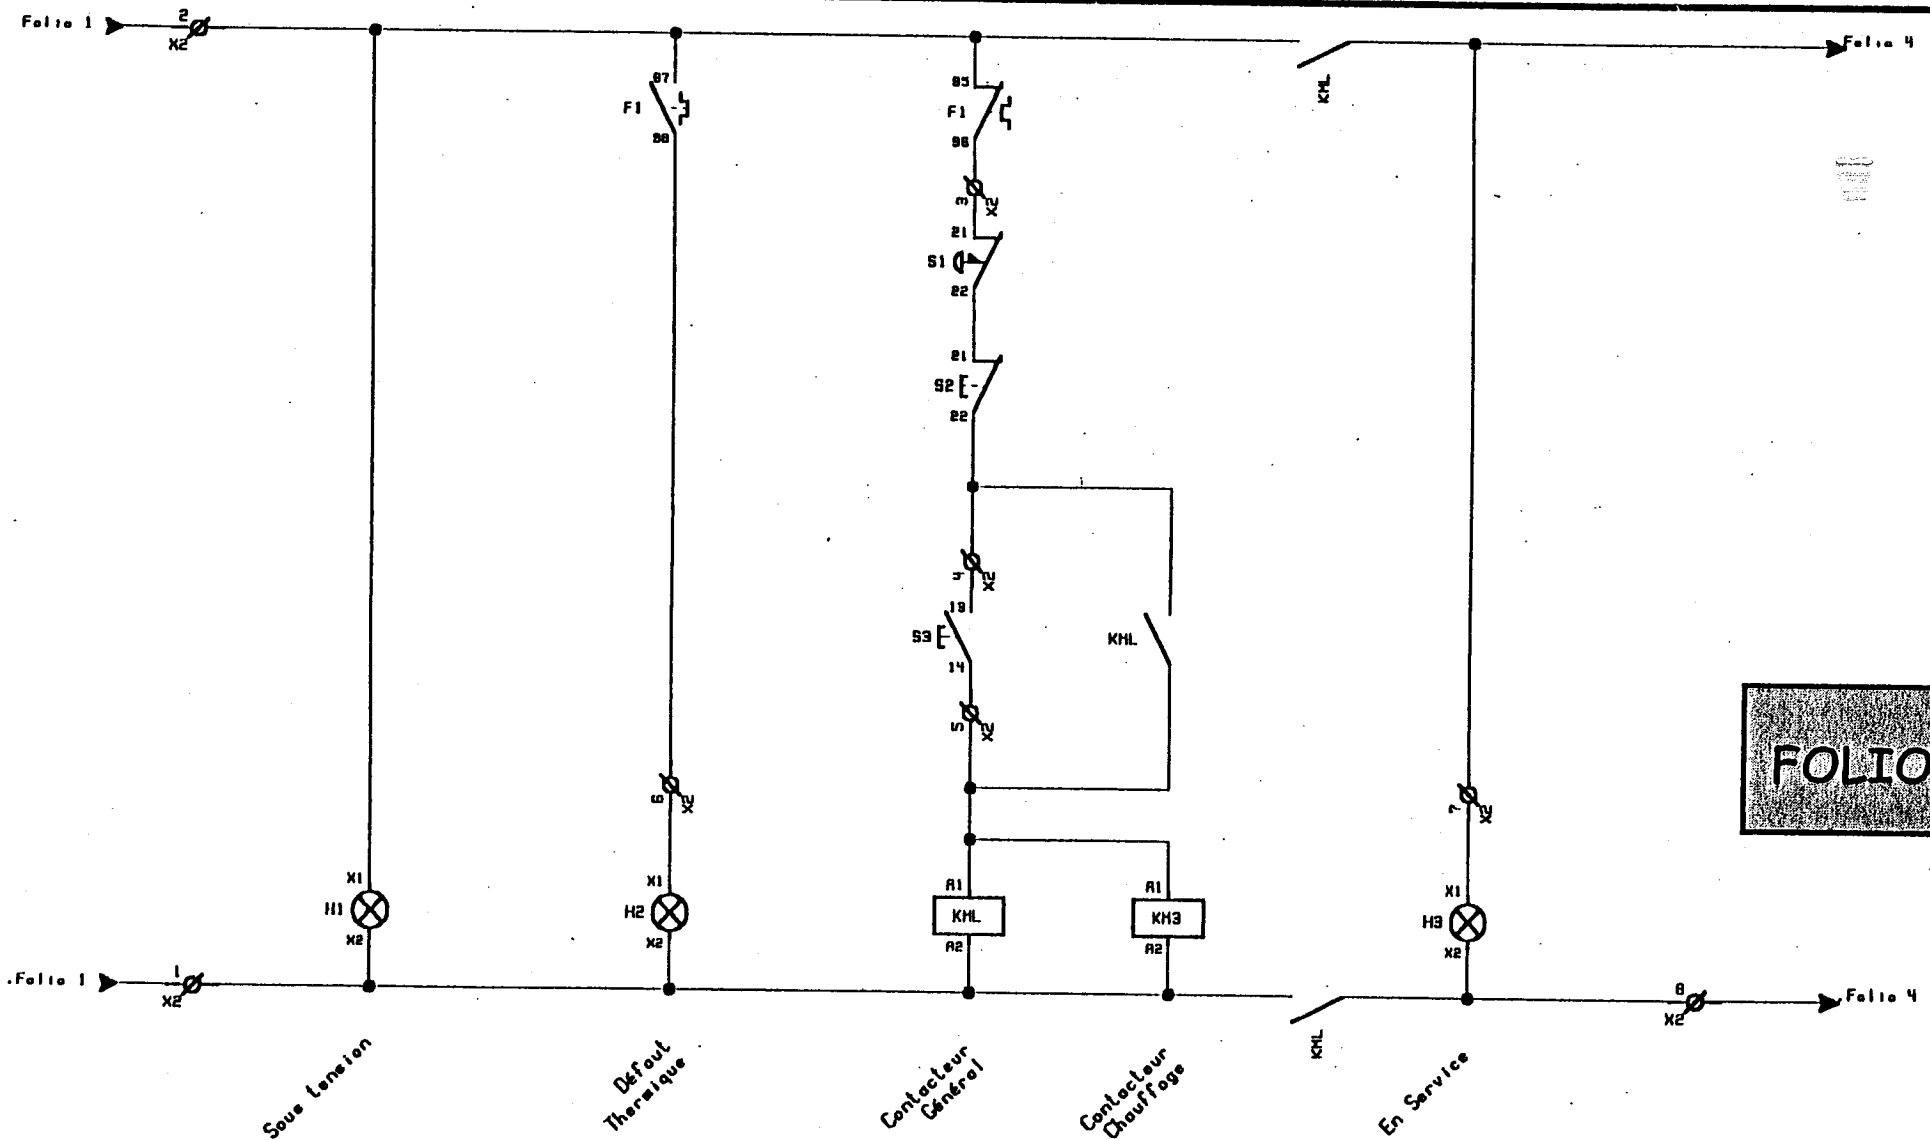 Folio 1
2
X2
Folio 4
KML
97
F1
98
95
F1
96
3
X2
21
S1
22
21
S2
22
4
X2
13
S3
14
KML
5
X2
6
X2
7
X2
FOLIO
X1
H1
X2
X1
H2
X2
A1
KML
A2
A1
KM3
A2
X1
H3
X2
Folio 1
1
X2
KML
8
X2
Folio 4
Sous tension
Défaut
Thermique
Contacteur
Général
Contacteur
Chauffage
En Service